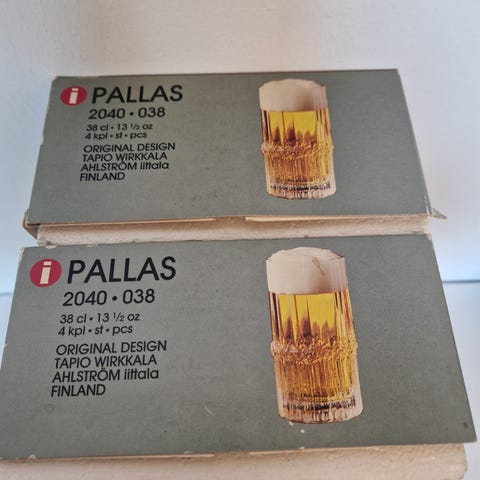 i PALLAS
2040 • 038
38 cl • 13 ½ oz
4 kpl • st • pcs
ORIGINAL DESIGN
TAPIO WIRKKALA
AHLSTRÖM iittala
FINLAND
i PALLAS
2040 • 038
38 cl • 13 ½ oz
4 kpl • st • pcs
ORIGINAL DESIGN
TAPIO WIRKKALA
AHLSTRÖM iittala
FINLAND